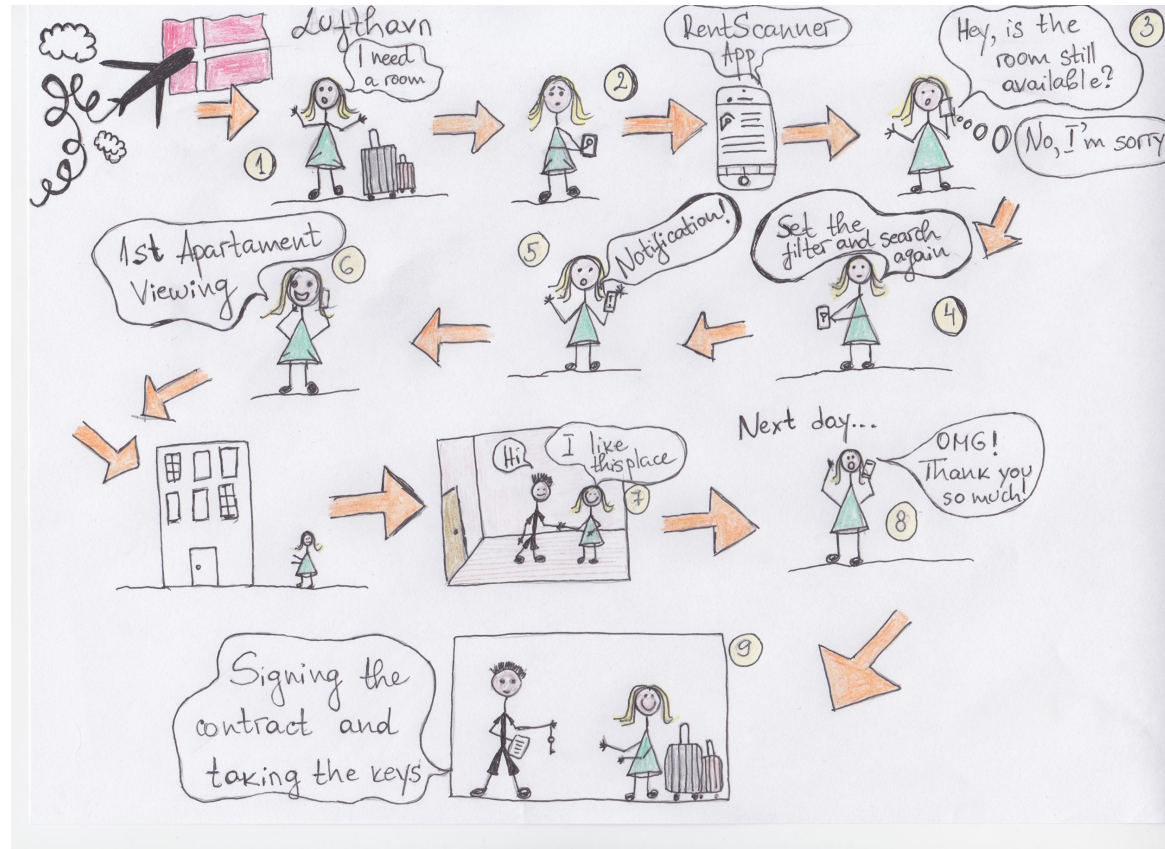 Lufthavn
I need
a room
1
2
RentScanner
App
3
Hey, is the
room still
available?
No, I'm sorry
4
Set the
filter and search
again
5
Notification!
6
1st Apartament
Viewing
Hi
I like
this place
7
Next day...
OMG!
Thank you
so much!
8
9
Signing the
contract and
taking the keys